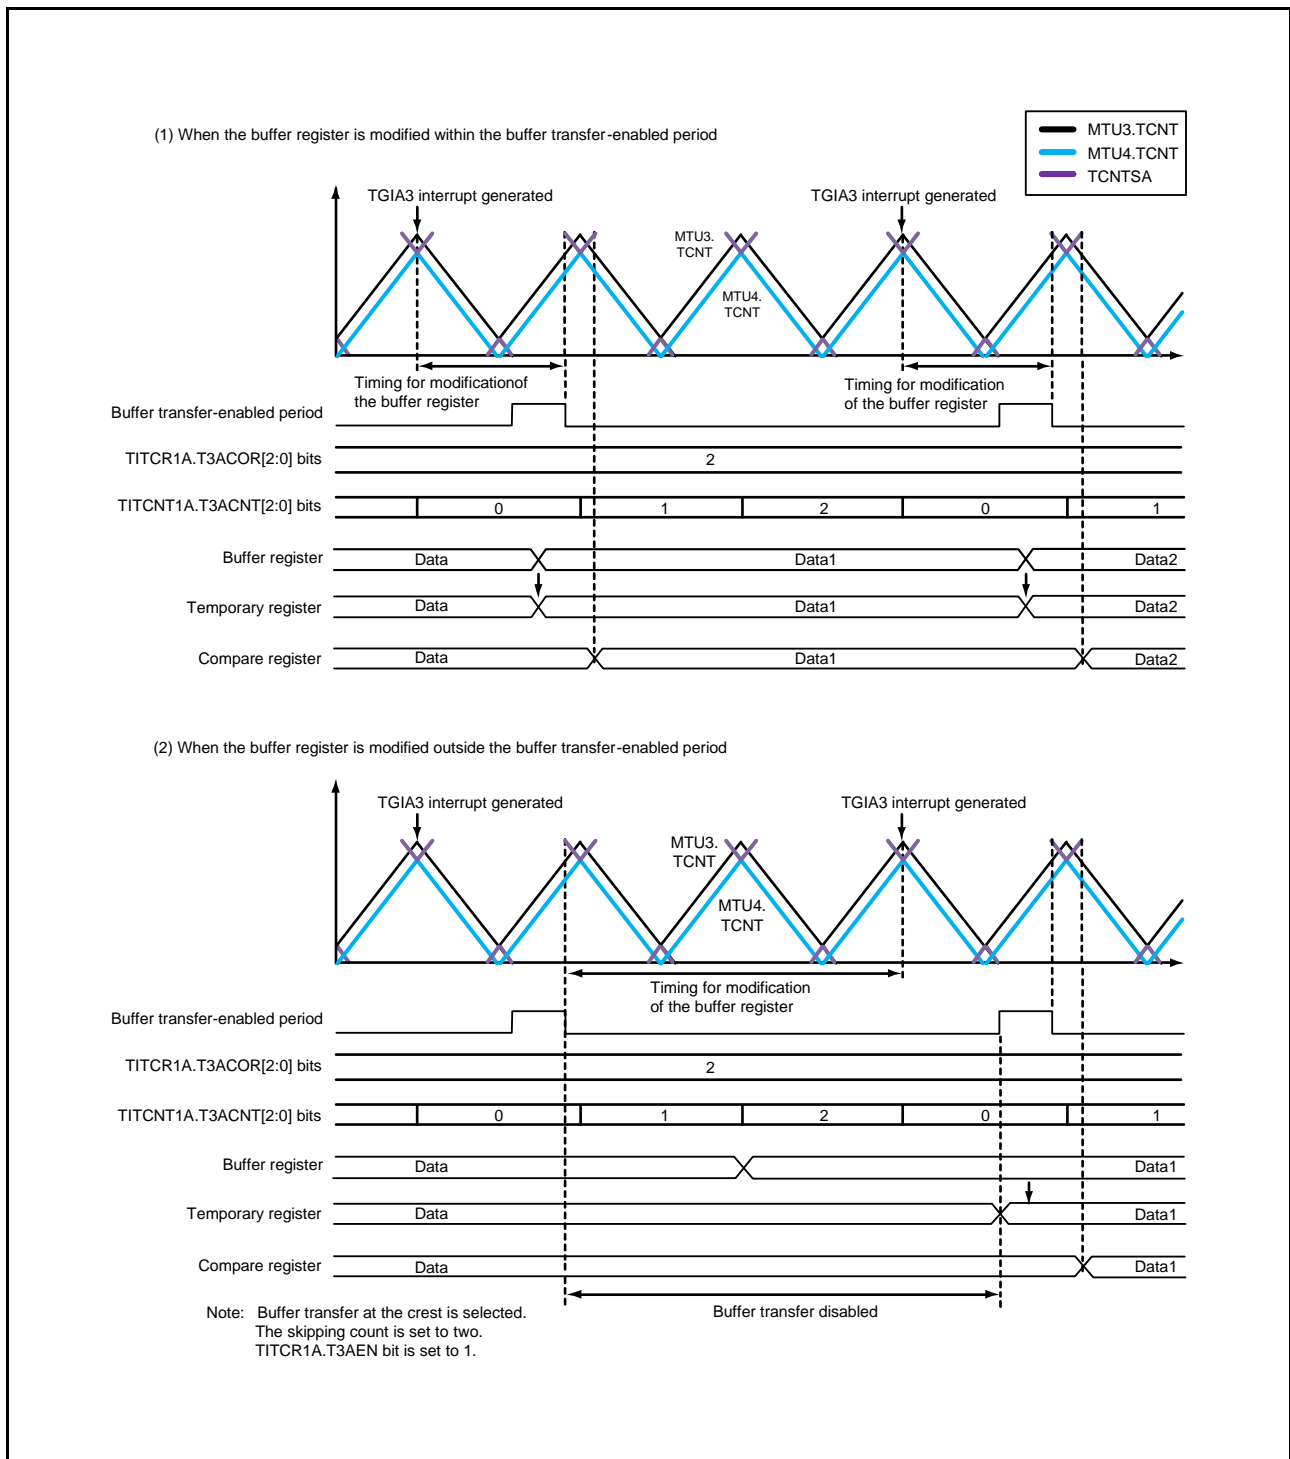 (1) When the buffer register is modified within the buffer transfer-enabled period
MTU3.TCNT
MTU4.TCNT
TCNTSA
TGIA3 interrupt generated
TGIA3 interrupt generated
MTU3.
TCNT
MTU4.
TCNT
Timing for modificationof
the buffer register
Timing for modification
of the buffer register
Buffer transfer-enabled period
TITCR1A.T3ACOR[2:0] bits
2
TITCNT1A.T3ACNT[2:0] bits
0
1
2
0
1
Buffer register
Data
Data1
Data2
Temporary register
Data
Data1
Data2
Compare register
Data
Data1
Data2
(2) When the buffer register is modified outside the buffer transfer-enabled period
TGIA3 interrupt generated
TGIA3 interrupt generated
MTU3.
TCNT
MTU4.
TCNT
Timing for modification
of the buffer register
Buffer transfer-enabled period
TITCR1A.T3ACOR[2:0] bits
2
TITCNT1A.T3ACNT[2:0] bits
0
1
2
0
1
Buffer register
Data
Data1
Temporary register
Data
Data1
Compare register
Data
Data1
Buffer transfer disabled
Note: Buffer transfer at the crest is selected.
The skipping count is set to two.
TITCR1A.T3AEN bit is set to 1.